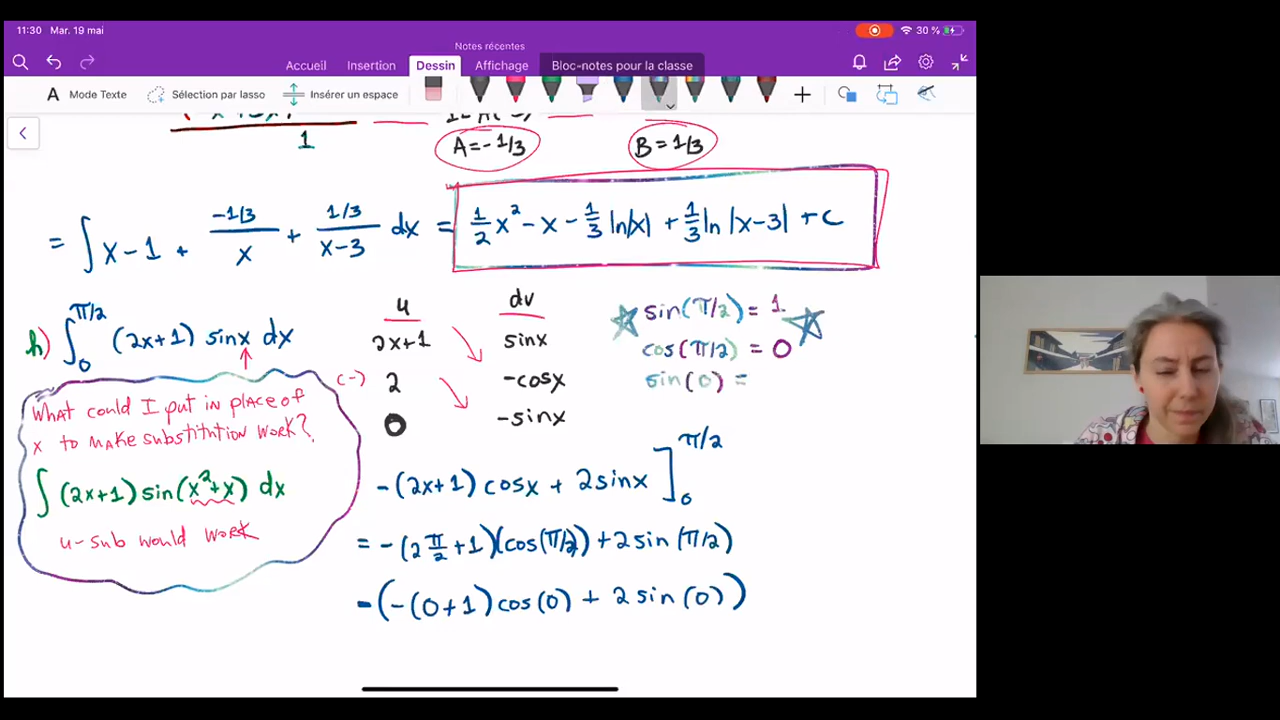 11:30 Mar. 19 mai
30 %
Notes récentes
Accueil Insertion Dessin Affichage Bloc-notes pour la classe
A Mode Texte Sélection par lasso Insérer un espace
1
A=-1/3 B=1/3
= ∫ x-1 + (-1/3)/x + (1/3)/(x-3) dx = 1/2 x² - x - 1/3 ln|x| + 1/3 ln |x-3| + C
h) ∫₀^π/2 (2x+1) sinx dx
What could I put in place of
x to make substitution work?
∫ (2x+1) sin(x²+x) dx
u-sub would work
u dv
2x+1 sinx
(-) 2 -cosx
0 -sinx
sin(π/2) = 1
cos(π/2) = 0
sin(0) =
-(2x+1) cosx + 2sinx ]₀^π/2
= -(2 π/2 +1)(cos(π/2) + 2sin(π/2)
-(-(0+1) cos(0) + 2 sin(0))